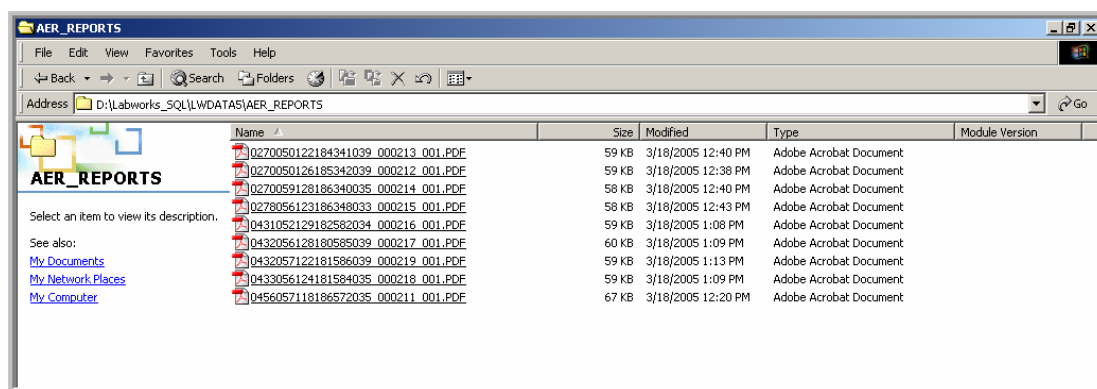 AER_REPORTS
File Edit View Favorites Tools Help
Back Search Folders
Address D:\Labworks_SQL\LWDATA5\AER_REPORTS Go
Name Size Modified Type Module Version
0270050122184341039_000213_001.PDF 59 KB 3/18/2005 12:40 PM Adobe Acrobat Document
0270050126185342039_000212_001.PDF 59 KB 3/18/2005 12:38 PM Adobe Acrobat Document
0270059128186340035_000214_001.PDF 58 KB 3/18/2005 12:40 PM Adobe Acrobat Document
0278056123186348033_000215_001.PDF 58 KB 3/18/2005 12:43 PM Adobe Acrobat Document
0431052129182582034_000216_001.PDF 59 KB 3/18/2005 1:08 PM Adobe Acrobat Document
0432056128180585039_000217_001.PDF 60 KB 3/18/2005 1:09 PM Adobe Acrobat Document
0432057122181586039_000219_001.PDF 59 KB 3/18/2005 1:13 PM Adobe Acrobat Document
0433056124181584035_000218_001.PDF 59 KB 3/18/2005 1:09 PM Adobe Acrobat Document
0456057118186572035_000211_001.PDF 67 KB 3/18/2005 12:20 PM Adobe Acrobat Document
AER_REPORTS
Select an item to view its description.
See also:
My Documents
My Network Places
My Computer